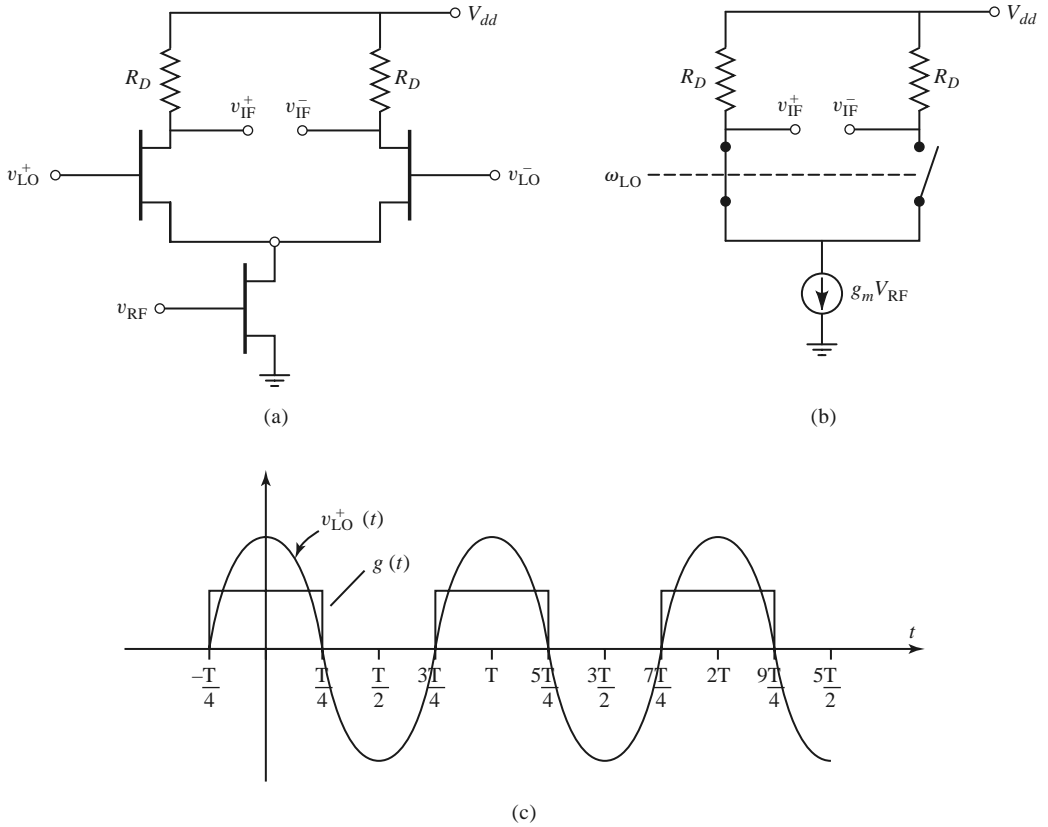 V_dd
R_D R_D
v_IF^+ v_IF^−
v_LO^+ v_LO^−
v_RF
(a)
V_dd
R_D R_D
v_IF^+ v_IF^−
ω_LO
g_m V_RF
(b)
v_LO^+ (t)
g (t)
t
−T/4 T/4 T/2 3T/4 T 5T/4 3T/2 7T/4 2T 9T/4 5T/2
(c)